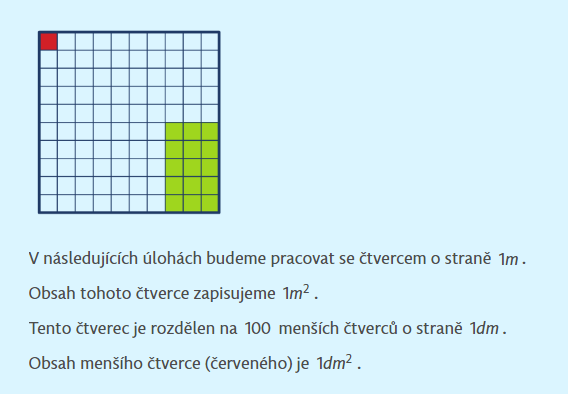 V následujících úlohách budeme pracovat se čtvercem o straně 1m.
Obsah tohoto čtverce zapisujeme 1m².
Tento čtverec je rozdělen na 100 menších čtverců o straně 1dm.
Obsah menšího čtverce (červeného) je 1dm².